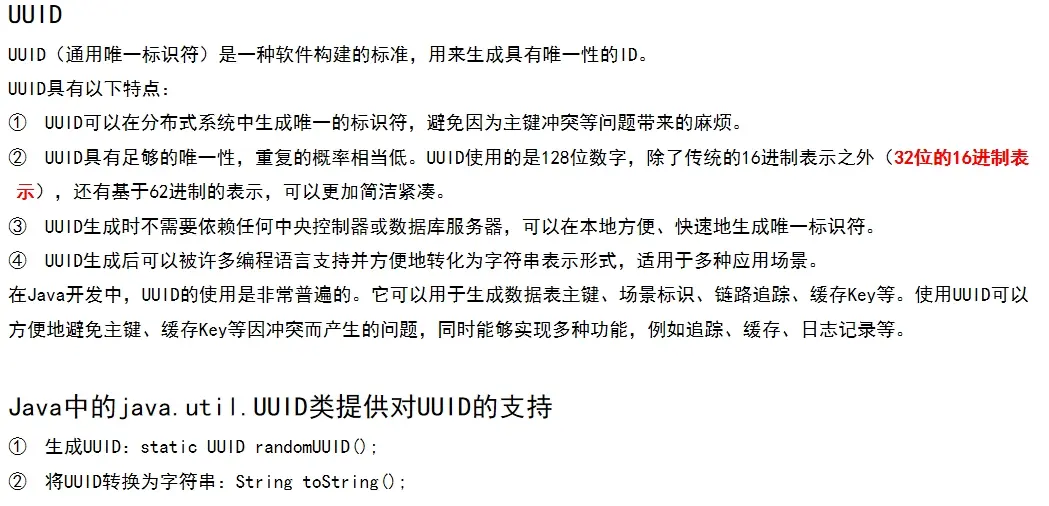 UUID
UUID（通用唯一标识符）是一种软件构建的标准，用来生成具有唯一性的ID。
UUID具有以下特点：
① UUID可以在分布式系统中生成唯一的标识符，避免因为主键冲突等问题带来的麻烦。
② UUID具有足够的唯一性，重复的概率相当低。UUID使用的是128位数字，除了传统的16进制表示之外（32位的16进制表
示），还有基于62进制的表示，可以更加简洁紧凑。
③ UUID生成时不需要依赖任何中央控制器或数据库服务器，可以在本地方便、快速地生成唯一标识符。
④ UUID生成后可以被许多编程语言支持并方便地转化为字符串表示形式，适用于多种应用场景。
在Java开发中，UUID的使用是非常普遍的。它可以用于生成数据表主键、场景标识、链路追踪、缓存Key等。使用UUID可以
方便地避免主键、缓存Key等因冲突而产生的问题，同时能够实现多种功能，例如追踪、缓存、日志记录等。
Java中的java.util.UUID类提供对UUID的支持
① 生成UUID：static UUID randomUUID();
② 将UUID转换为字符串：String toString();